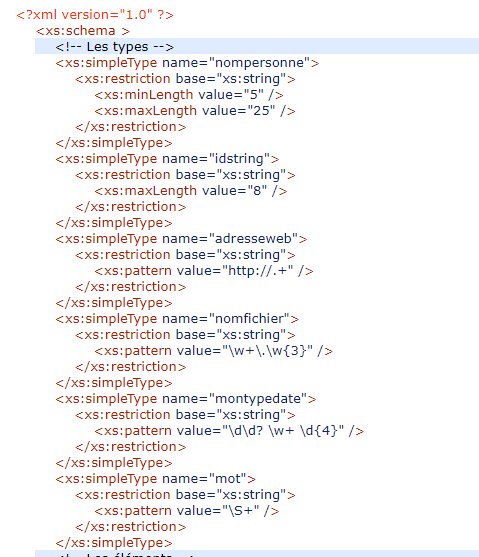 <?xml version="1.0" ?>
<xs:schema >
<!-- Les types -->
<xs:simpleType name="nompersonne">
<xs:restriction base="xs:string">
<xs:minLength value="5" />
<xs:maxLength value="25" />
</xs:restriction>
</xs:simpleType>
<xs:simpleType name="idstring">
<xs:restriction base="xs:string">
<xs:maxLength value="8" />
</xs:restriction>
</xs:simpleType>
<xs:simpleType name="adresseweb">
<xs:restriction base="xs:string">
<xs:pattern value="http://.+" />
</xs:restriction>
</xs:simpleType>
<xs:simpleType name="nomfichier">
<xs:restriction base="xs:string">
<xs:pattern value="\w+\.\w{3}" />
</xs:restriction>
</xs:simpleType>
<xs:simpleType name="montypedate">
<xs:restriction base="xs:string">
<xs:pattern value="\d\d? \w+ \d{4}" />
</xs:restriction>
</xs:simpleType>
<xs:simpleType name="mot">
<xs:restriction base="xs:string">
<xs:pattern value="\S+" />
</xs:restriction>
</xs:simpleType>
<!-- Les éléments -->